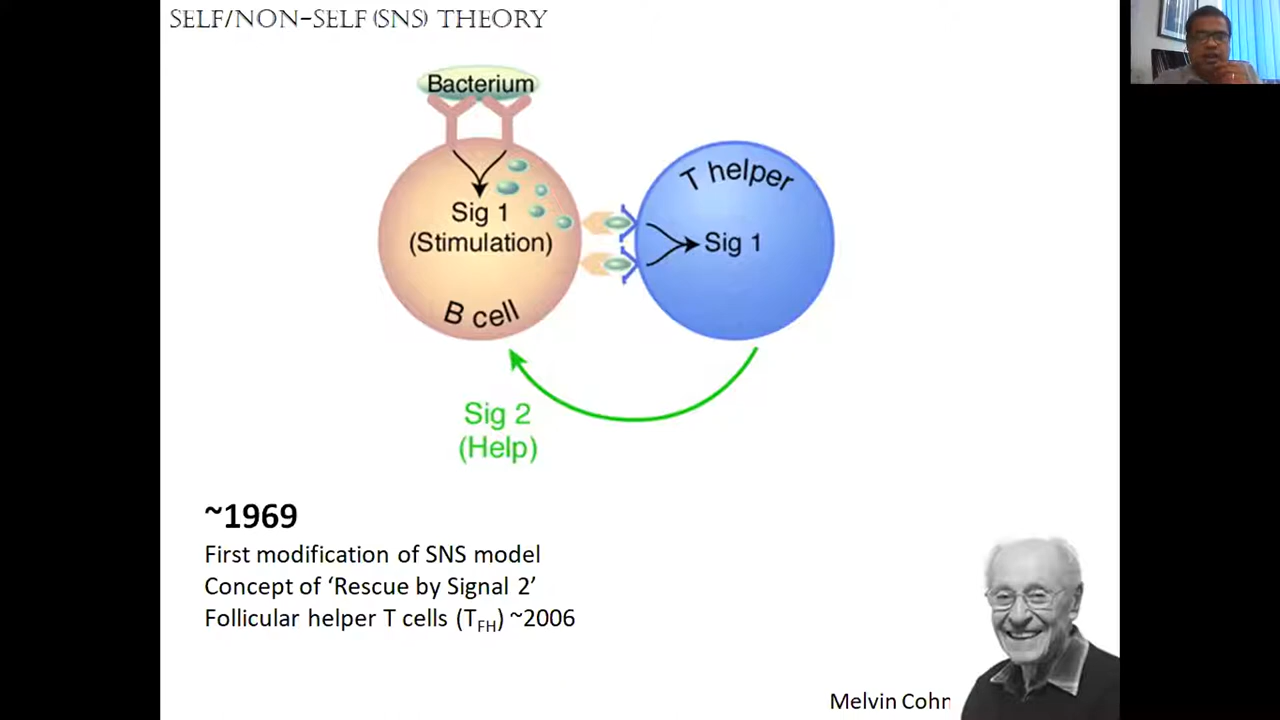 SELF/NON-SELF (SNS) THEORY
Bacterium
Sig 1
(Stimulation)
B cell
T helper
Sig 1
Sig 2
(Help)
~1969
First modification of SNS model
Concept of ‘Rescue by Signal 2’
Follicular helper T cells (TFH) ~2006
Melvin Cohn